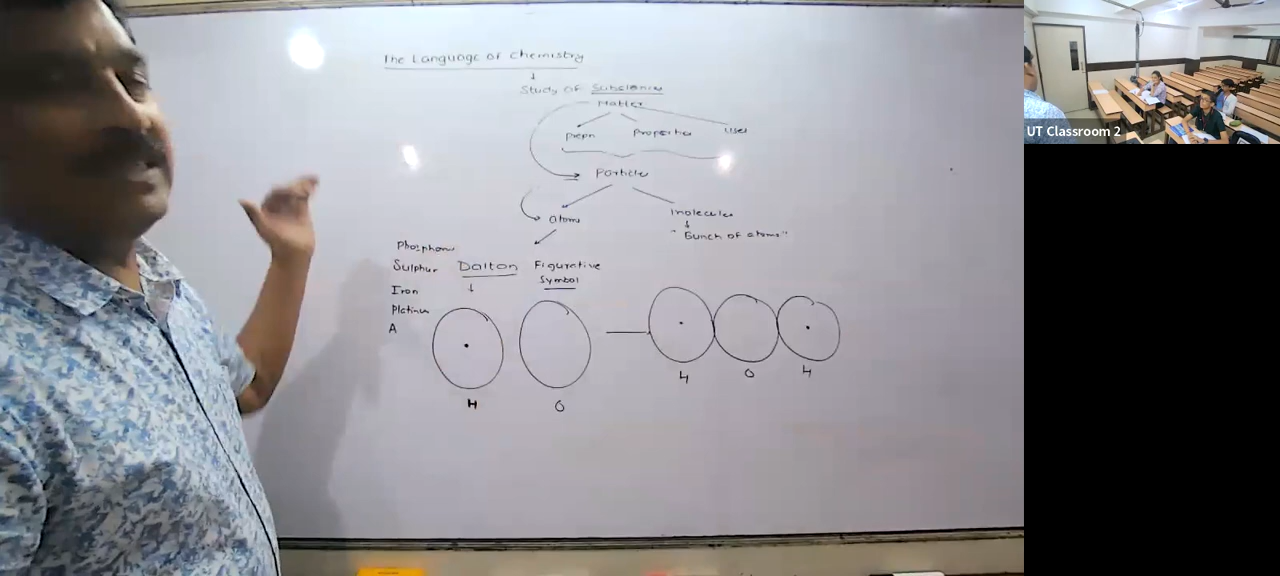 The Language of Chemistry
Study of Substance
Matter
Prepn Properties Uses
Particle
atoms Molecules
"Bunch of atoms"
Phosphorus
Sulphur Dalton Figurative
Symbol
Iron
Platinum
A
H O H O H
UT Classroom 2